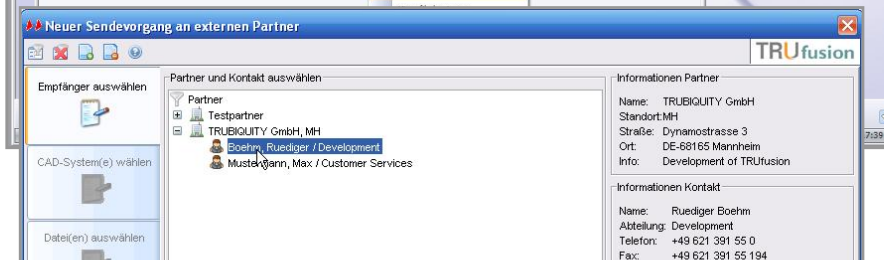 Neuer Sendevorgang an externen Partner
TRUfusion
Empfänger auswählen
CAD-System(e) wählen
Datei(en) auswählen
Partner und Kontakt auswählen
Partner
Testpartner
TRUBIQUITY GmbH, MH
Boehm, Ruediger / Development
Mustermann, Max / Customer Services
Informationen Partner
Name: TRUBIQUITY GmbH
Standort:MH
Straße: Dynamostrasse 3
Ort: DE-68165 Mannheim
Info: Development of TRUfusion
Informationen Kontakt
Name: Ruediger Boehm
Abteilung: Development
Telefon: +49 621 391 55 0
Fax: +49 621 391 55 194
7:39